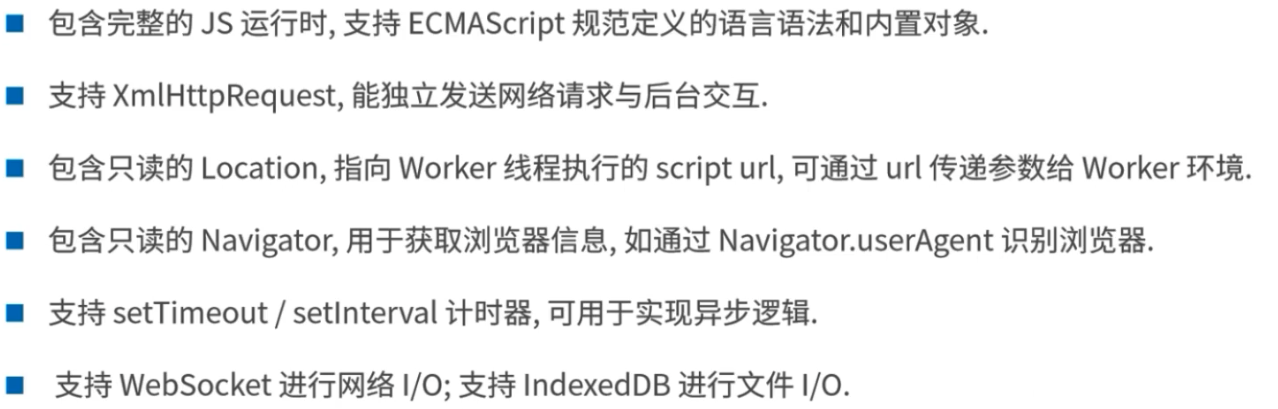 包含完整的 JS 运行时, 支持 ECMAScript 规范定义的语言语法和内置对象.
支持 XmlHttpRequest, 能独立发送网络请求与后台交互.
包含只读的 Location, 指向 Worker 线程执行的 script url, 可通过 url 传递参数给 Worker 环境.
包含只读的 Navigator, 用于获取浏览器信息, 如通过 Navigator.userAgent 识别浏览器.
支持 setTimeout / setInterval 计时器, 可用于实现异步逻辑.
支持 WebSocket 进行网络 I/O; 支持 IndexedDB 进行文件 I/O.